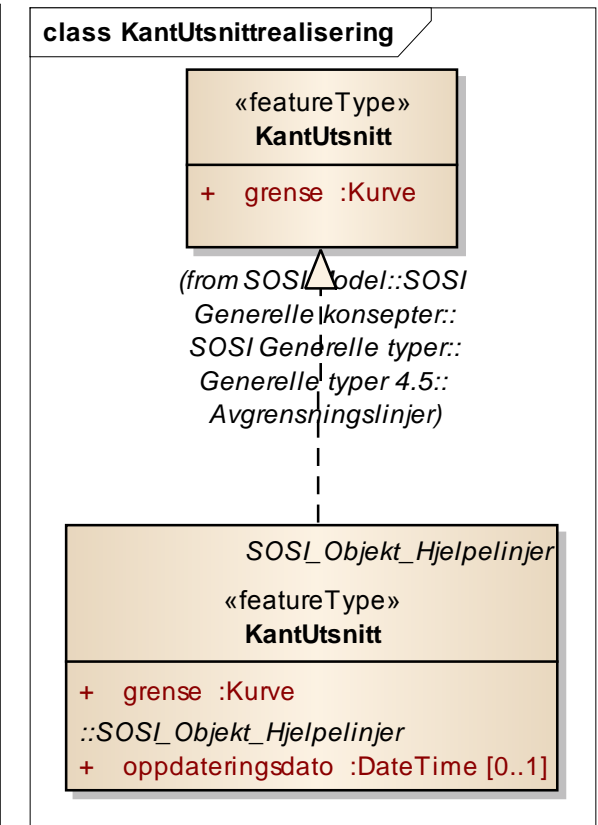 class KantUtsnittrealisering
«featureType»
KantUtsnitt
+ grense :Kurve
(from SOSI Model::SOSI
Generelle konsepter::
SOSI Generelle typer::
Generelle typer 4.5::
Avgrensningslinjer)
SOSI_Objekt_Hjelpelinjer
«featureType»
KantUtsnitt
+ grense :Kurve
::SOSI_Objekt_Hjelpelinjer
+ oppdateringsdato :DateTime [0..1]